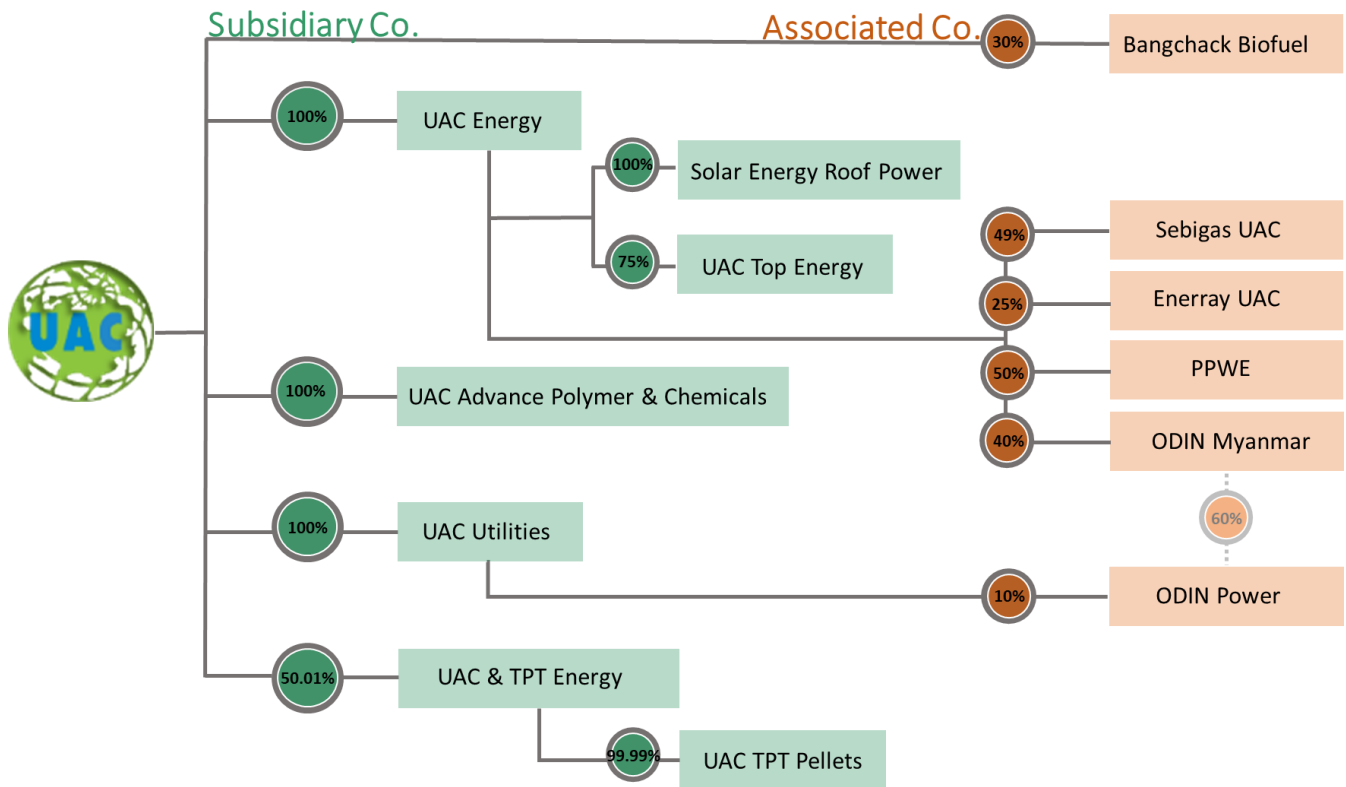 Subsidiary Co.
Associated Co.
30%
Bangchack Biofuel
100%
UAC Energy
100%
Solar Energy Roof Power
49%
Sebigas UAC
75%
UAC Top Energy
25%
Enerray UAC
UAC
50%
PPWE
100%
UAC Advance Polymer & Chemicals
40%
ODIN Myanmar
100%
UAC Utilities
60%
10%
ODIN Power
50.01%
UAC & TPT Energy
99.99%
UAC TPT Pellets